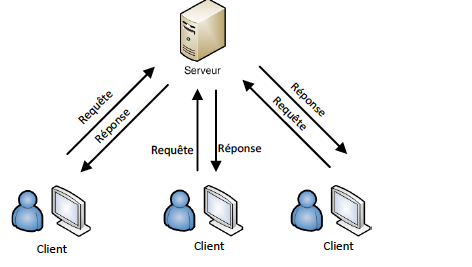 Serveur
Requête
Réponse
Requête
Réponse
Réponse
Requête
Client
Client
Client